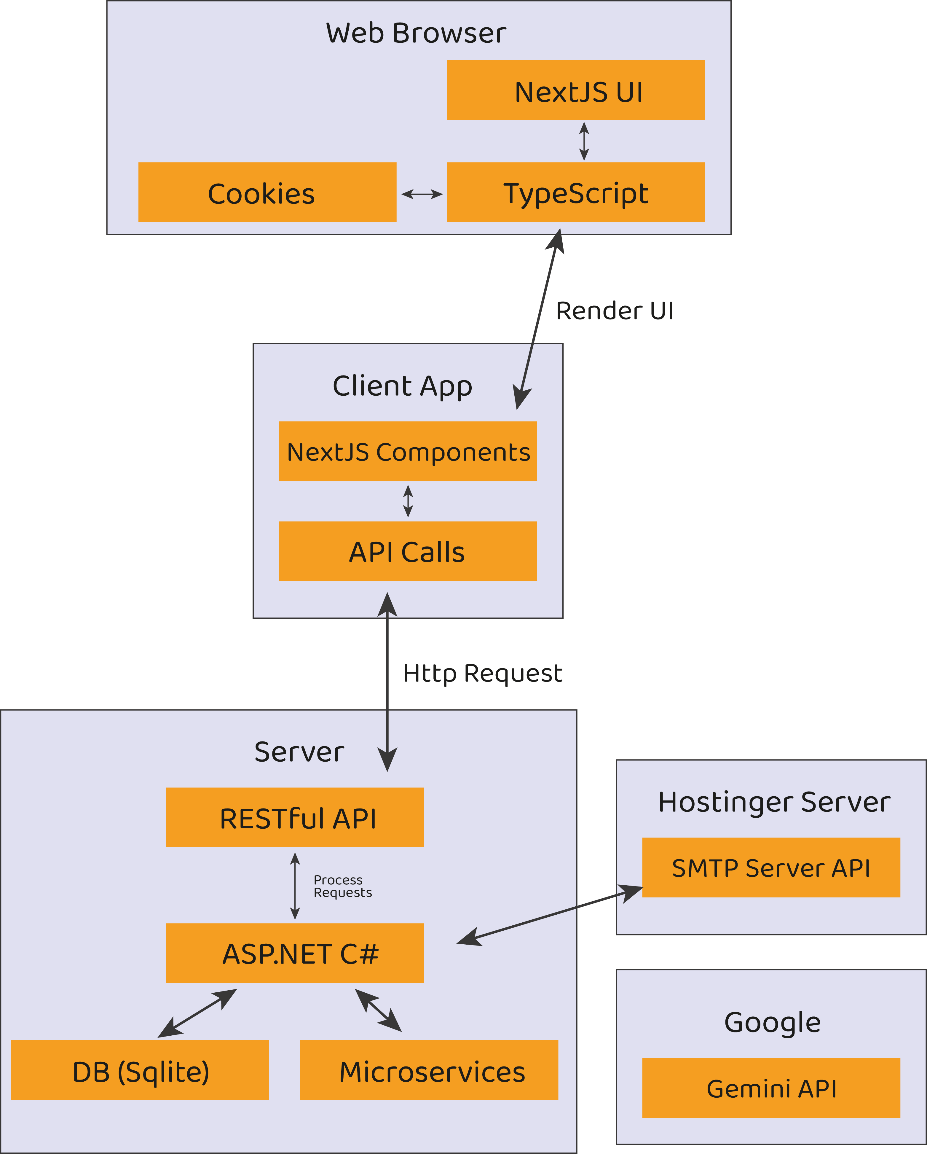 Web Browser
NextJS UI
Cookies
TypeScript
Render UI
Client App
NextJS Components
API Calls
Http Request
Server
RESTful API
Process
Requests
ASP.NET C#
DB (Sqlite)
Microservices
Hostinger Server
SMTP Server API
Google
Gemini API